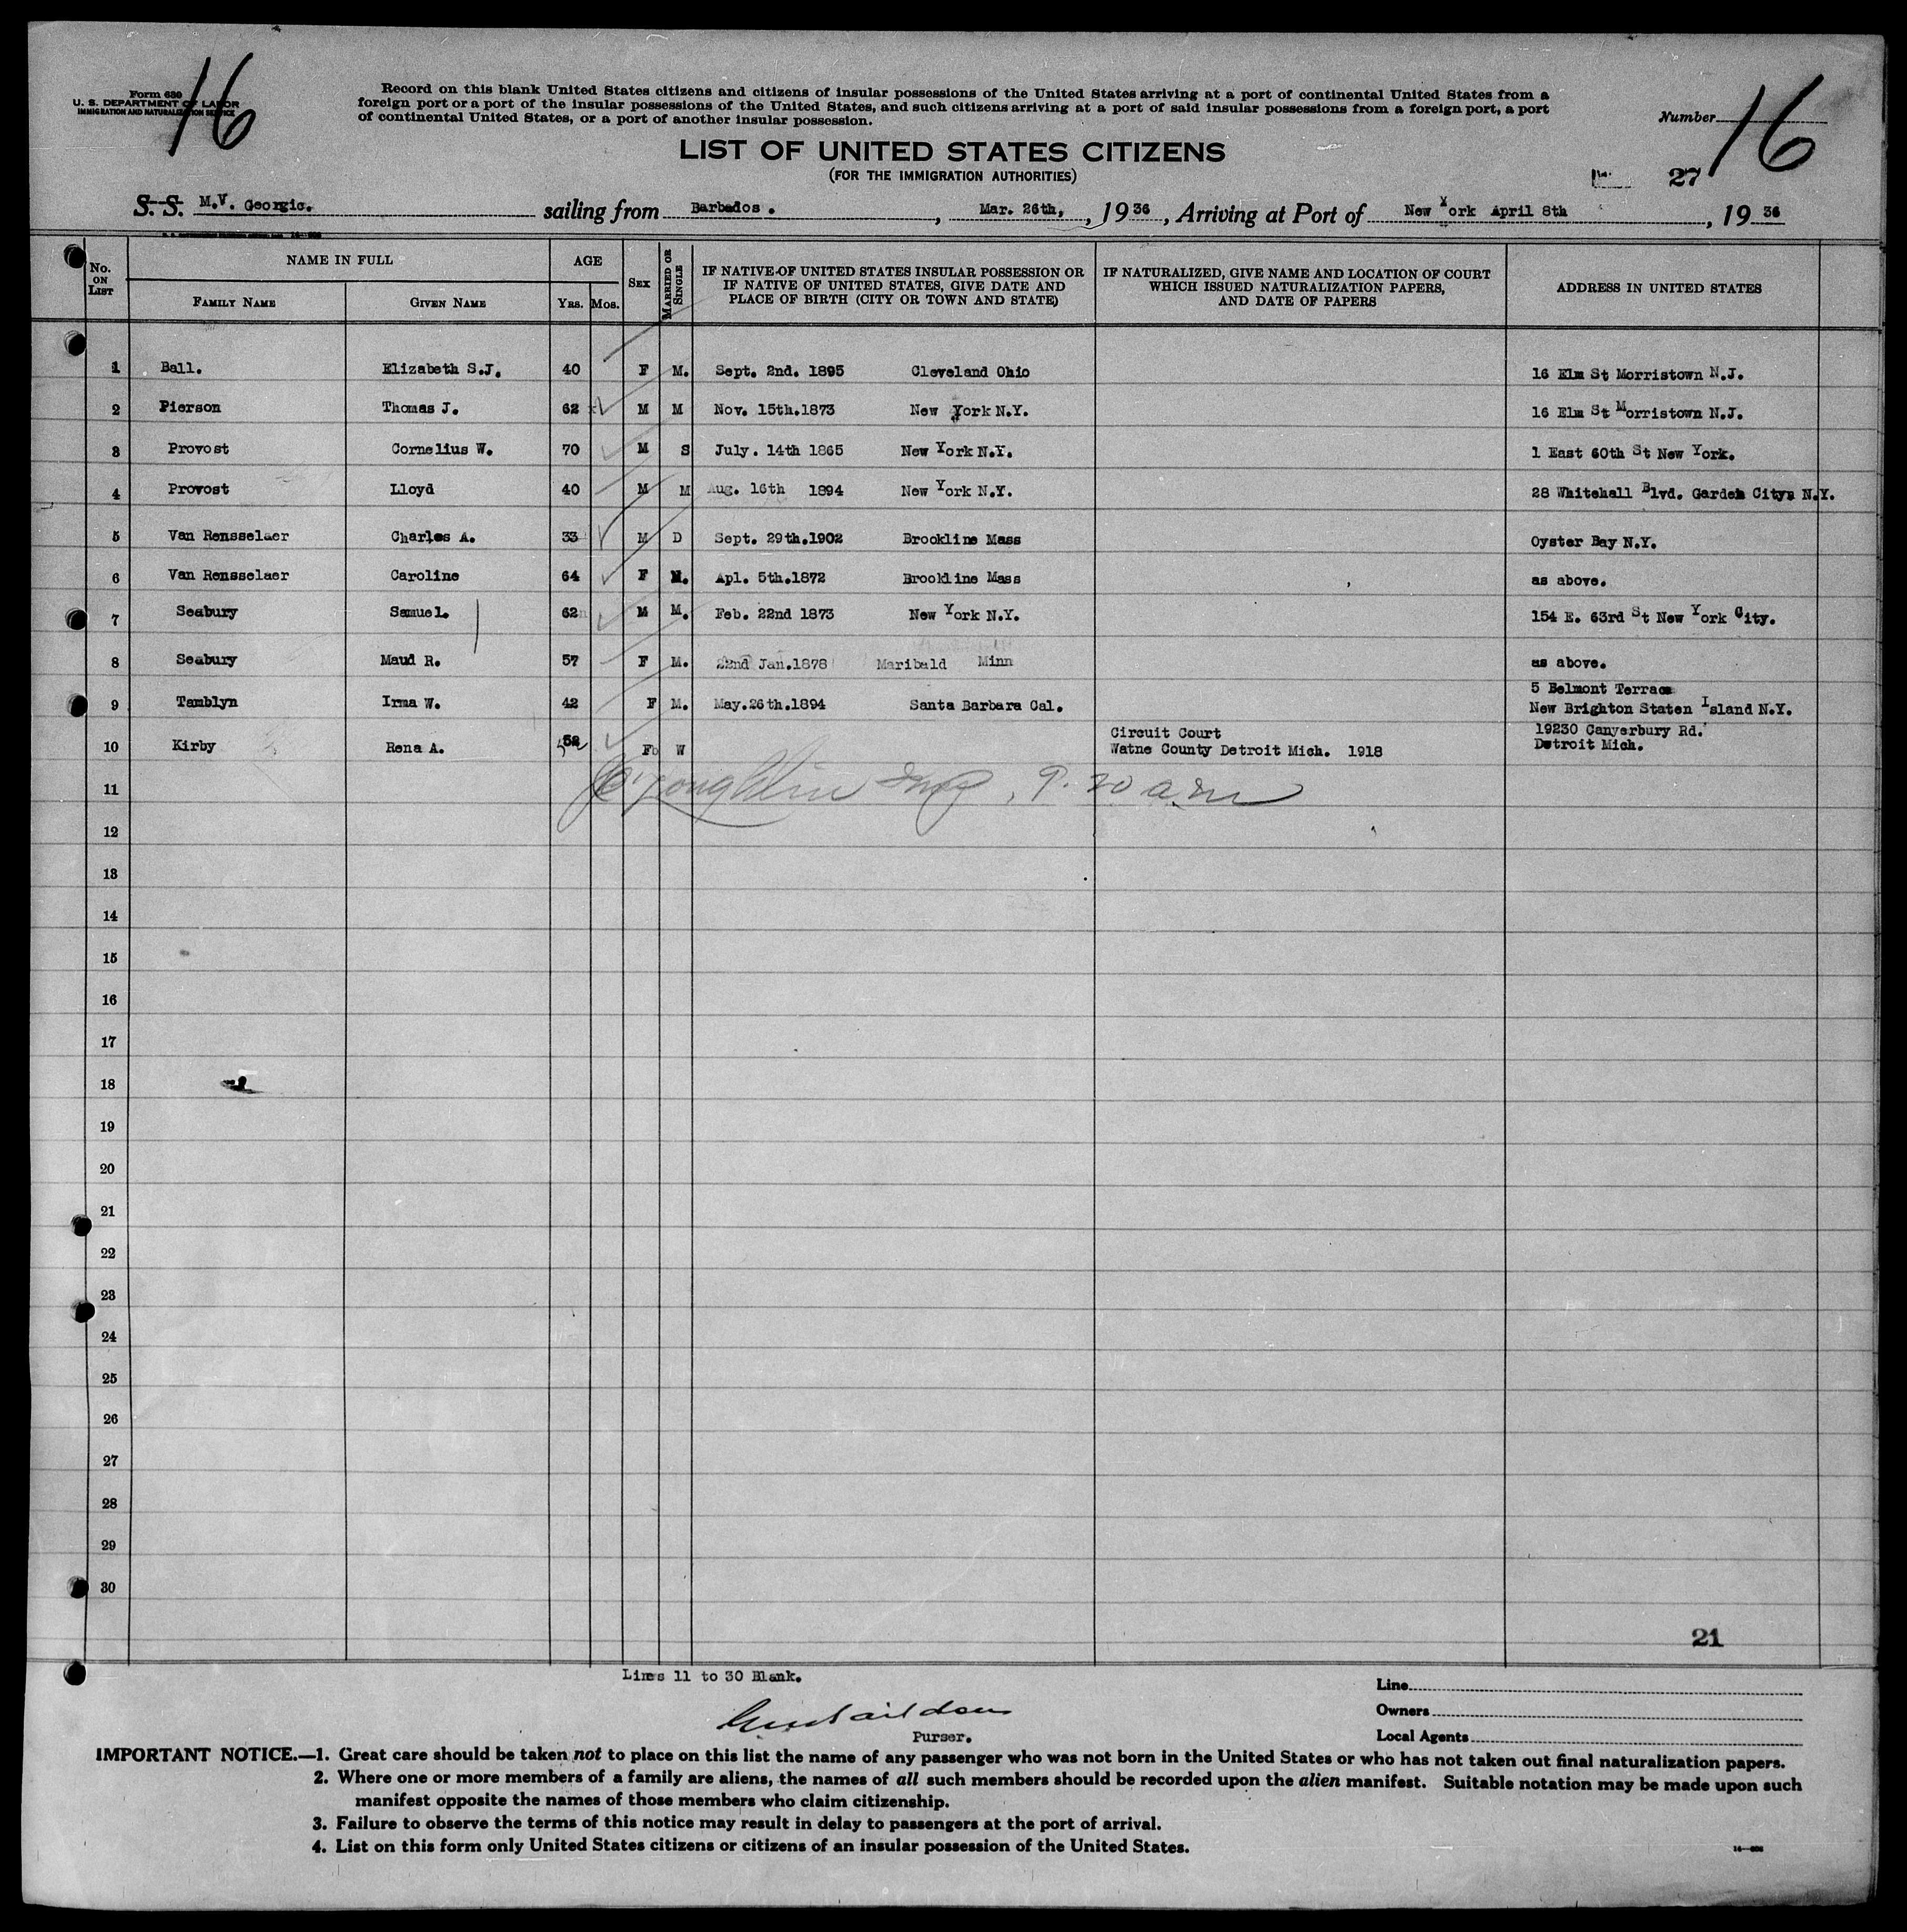 16
Form 630
U. S. DEPARTMENT OF LABOR
IMMIGRATION AND NATURALIZATION SERVICE
Record on this blank United States citizens and citizens of insular possessions of the United States arriving at a port of continental United States from a
foreign port or a port of the insular possessions of the United States, and such citizens arriving at a port of said insular possessions from a foreign port, a port
of continental United States, or a port of another insular possession.
Number 16
LIST OF UNITED STATES CITIZENS
(FOR THE IMMIGRATION AUTHORITIES)
27
S. S. M.V. Georgic. sailing from Barbados . , Mar. 26th, , 19 36 , Arriving at Port of New York April 8th , 19 36
No. ON LIST NAME IN FULL AGE SEX MARRIED OR SINGLE IF NATIVE OF UNITED STATES INSULAR POSSESSION OR IF NATIVE OF UNITED STATES, GIVE DATE AND PLACE OF BIRTH (CITY OR TOWN AND STATE) IF NATURALIZED, GIVE NAME AND LOCATION OF COURT WHICH ISSUED NATURALIZATION PAPERS, AND DATE OF PAPERS ADDRESS IN UNITED STATES
FAMILY NAME GIVEN NAME YRS. MOS.
1 Ball. Elizabeth S.J. 40 F M. Sept. 2nd. 1895 Cleveland Ohio 16 Elm St Morristown N.J.
2 Pierson Thomas J. 62 M M Nov. 15th.1873 New York N.Y. 16 Elm St Morristown N.J.
3 Provost Cornelius W. 70 M S July. 14th 1865 New York N.Y. 1 East 60th St New York.
4 Provost Lloyd 40 M M Aug. 16th 1894 New York N.Y. 28 Whitehall Blvd. Garden Citys N.Y.
5 Van Rensselaer Charles A. 33 M D Sept. 29th.1902 Brookline Mass Oyster Bay N.Y.
6 Van Rensselaer Caroline 64 F M. Apl. 5th.1872 Brookline Mass as above.
7 Seabury Samuel. 62 M M. Feb. 22nd 1873 New York N.Y. 154 E. 63rd St New York City.
8 Seabury Maud R. 57 F M. 22nd Jan.1878 Maribald Minn as above.
9 Tamblyn Irma W. 42 F M. May.26th.1894 Santa Barbara Cal. 5 Belmont Terrace
New Brighton Staten Island N.Y.
10 Kirby Rena A. 52 F W Circuit Court
Watne County Detroit Mich. 1918 19230 Canyerbury Rd.
Detroit Mich.
11 9.20 a.m
12
13
14
15
16
17
18
19
20
21
22
23
24
25
26
27
28
29
30
21
Lines 11 to 30 Blank.
Purser.
Line
Owners
Local Agents
IMPORTANT NOTICE.—1. Great care should be taken not to place on this list the name of any passenger who was not born in the United States or who has not taken out final naturalization papers.
2. Where one or more members of a family are aliens, the names of all such members should be recorded upon the alien manifest. Suitable notation may be made upon such
manifest opposite the names of those members who claim citizenship.
3. Failure to observe the terms of this notice may result in delay to passengers at the port of arrival.
4. List on this form only United States citizens or citizens of an insular possession of the United States.